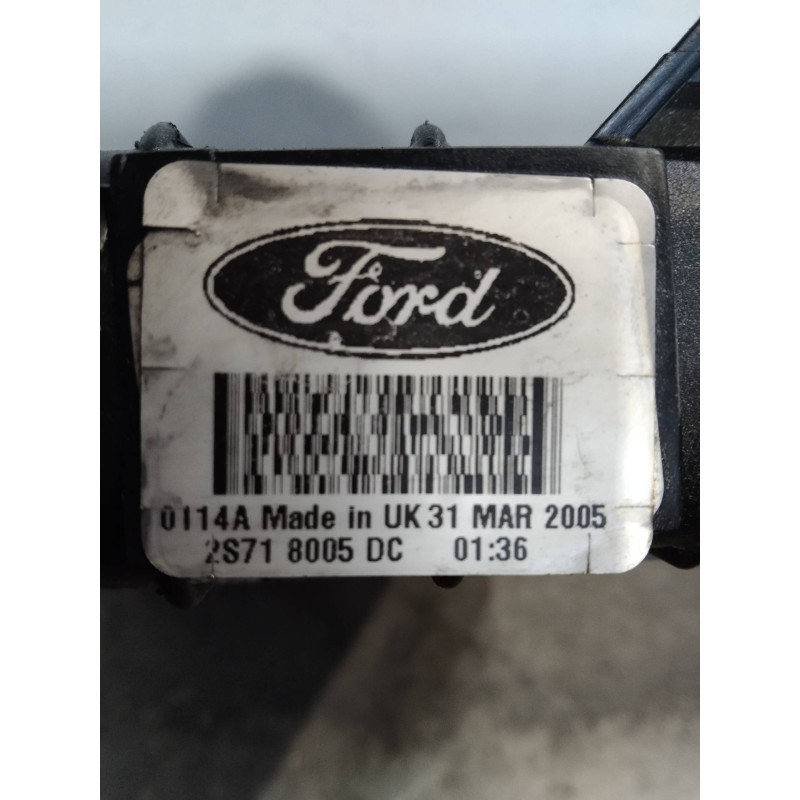 Ford
0114A Made in UK 31 MAR 2005
2S71 8005 DC 01:36